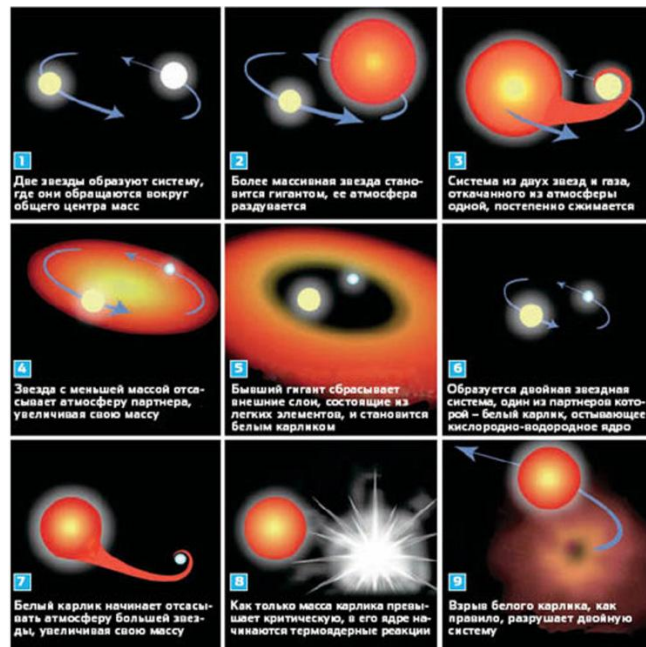 1
Две звезды образуют систему,
где они обращаются вокруг
общего центра масс
2
Более массивная звезда стано-
вится гигантом, ее атмосфера
раздувается
3
Система из двух звезд и газа,
откачанного из атмосферы
одной, постепенно сжимается
4
Звезда с меньшей массой отса-
сывает атмосферу партнера,
увеличивая свою массу
5
Бывший гигант сбрасывает
внешние слои, состоящие из
легких элементов, и становится
белым карликом
6
Образуется двойная звездная
система, один из партнеров кото-
рой – белый карлик, остывающее
кислородно-водородное ядро
7
Белый карлик начинает отсасы-
вать атмосферу большей звез-
ды, увеличивая свою массу
8
Как только масса карлика превы-
шает критическую, в его ядре на-
чинаются термоядерные реакции
9
Взрыв белого карлика, как
правило, разрушает двойную
систему